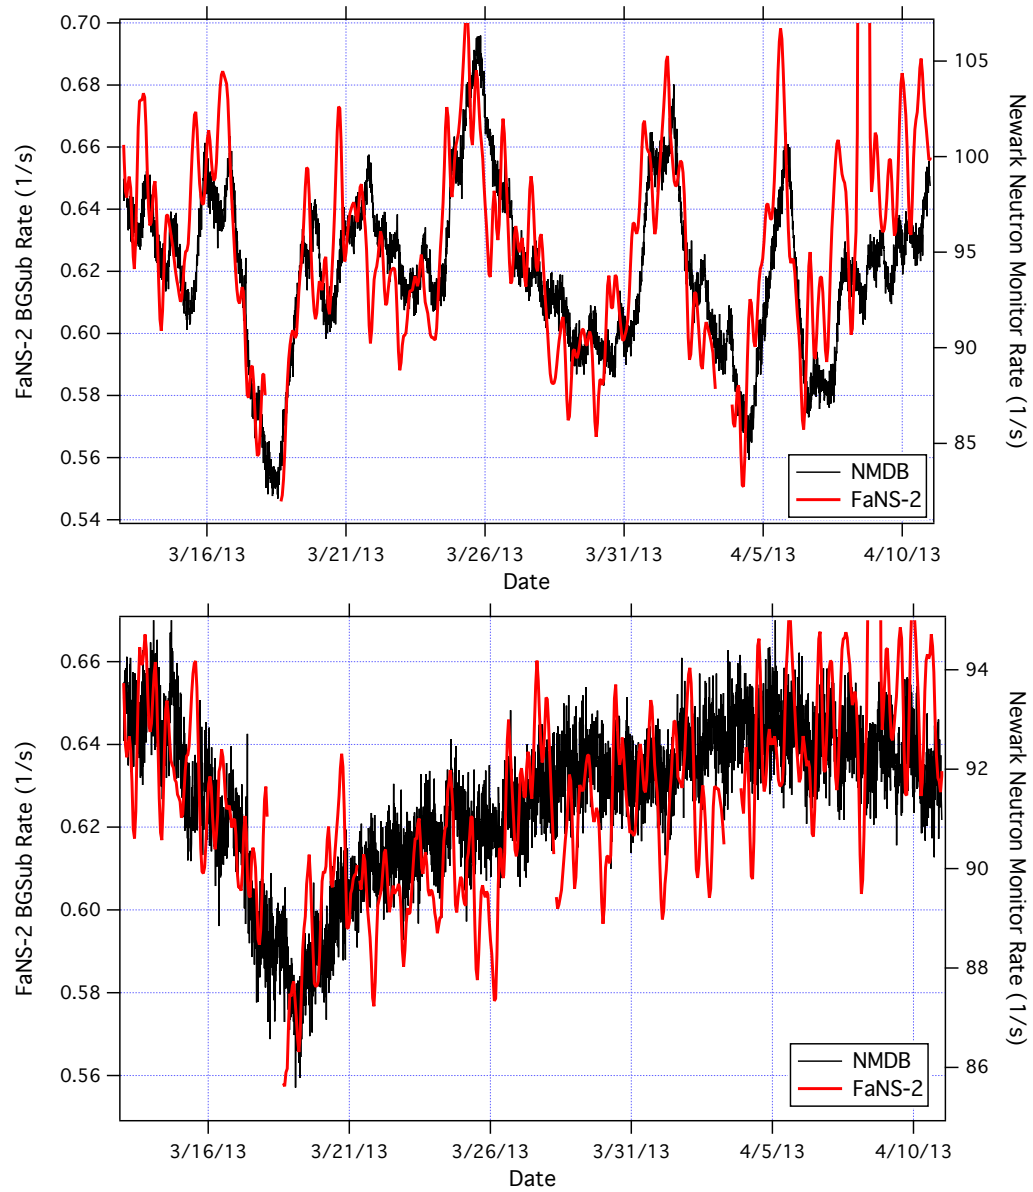 0.70
0.68
0.66
0.64
0.62
0.60
0.58
0.56
0.54
FaNS-2 BGSub Rate (1/s)
105
100
95
90
85
Newark Neutron Monitor Rate (1/s)
NMDB
FaNS-2
3/16/13 3/21/13 3/26/13 3/31/13 4/5/13 4/10/13
Date
0.66
0.64
0.62
0.60
0.58
0.56
FaNS-2 BGSub Rate (1/s)
94
92
90
88
86
Newark Neutron Monitor Rate (1/s)
NMDB
FaNS-2
3/16/13 3/21/13 3/26/13 3/31/13 4/5/13 4/10/13
Date